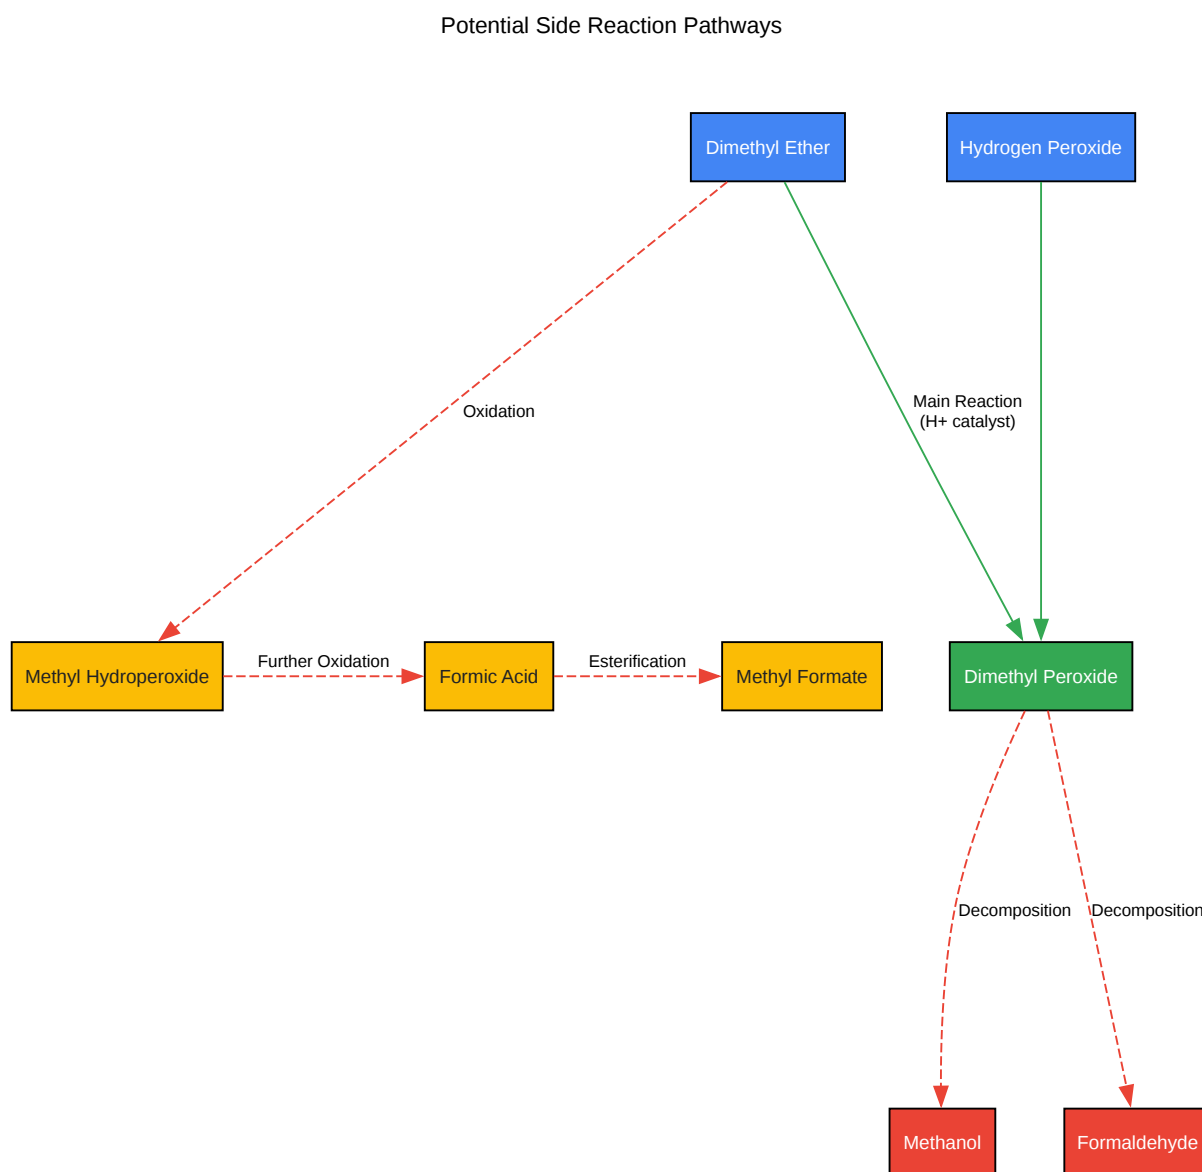 Potential Side Reaction Pathways
Dimethyl Ether
Hydrogen Peroxide
Main Reaction
(H+ catalyst)
Oxidation
Methyl Hydroperoxide
Further Oxidation
Formic Acid
Esterification
Methyl Formate
Dimethyl Peroxide
Decomposition
Decomposition
Methanol
Formaldehyde